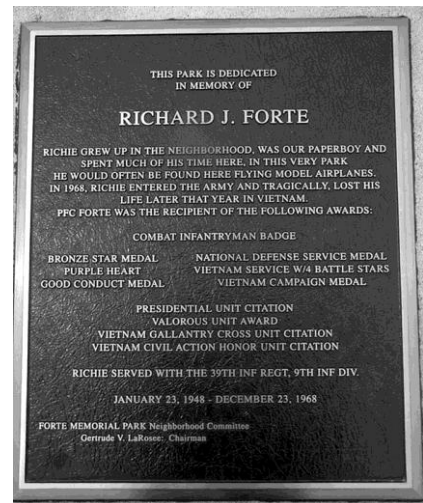 THIS PARK IS DEDICATED
IN MEMORY OF
RICHARD J. FORTE
RICHIE GREW UP IN THE NEIGHBORHOOD, WAS OUR PAPERBOY AND
SPENT MUCH OF HIS TIME HERE, IN THIS VERY PARK
HE WOULD OFTEN BE FOUND HERE FLYING MODEL AIRPLANES.
IN 1968, RICHIE ENTERED THE ARMY AND TRAGICALLY, LOST HIS
LIFE LATER THAT YEAR IN VIETNAM.
PFC FORTE WAS THE RECIPIENT OF THE FOLLOWING AWARDS:
COMBAT INFANTRYMAN BADGE
BRONZE STAR MEDAL NATIONAL DEFENSE SERVICE MEDAL
PURPLE HEART VIETNAM SERVICE W/4 BATTLE STARS
GOOD CONDUCT MEDAL VIETNAM CAMPAIGN MEDAL
PRESIDENTIAL UNIT CITATION
VALOROUS UNIT AWARD
VIETNAM GALLANTRY CROSS UNIT CITATION
VIETNAM CIVIL ACTION HONOR UNIT CITATION
RICHIE SERVED WITH THE 39TH INF REGT, 9TH INF DIV.
JANUARY 23, 1948 - DECEMBER 23, 1968
FORTE MEMORIAL PARK Neighborhood Committee
Gertrude V. LaRosee: Chairman